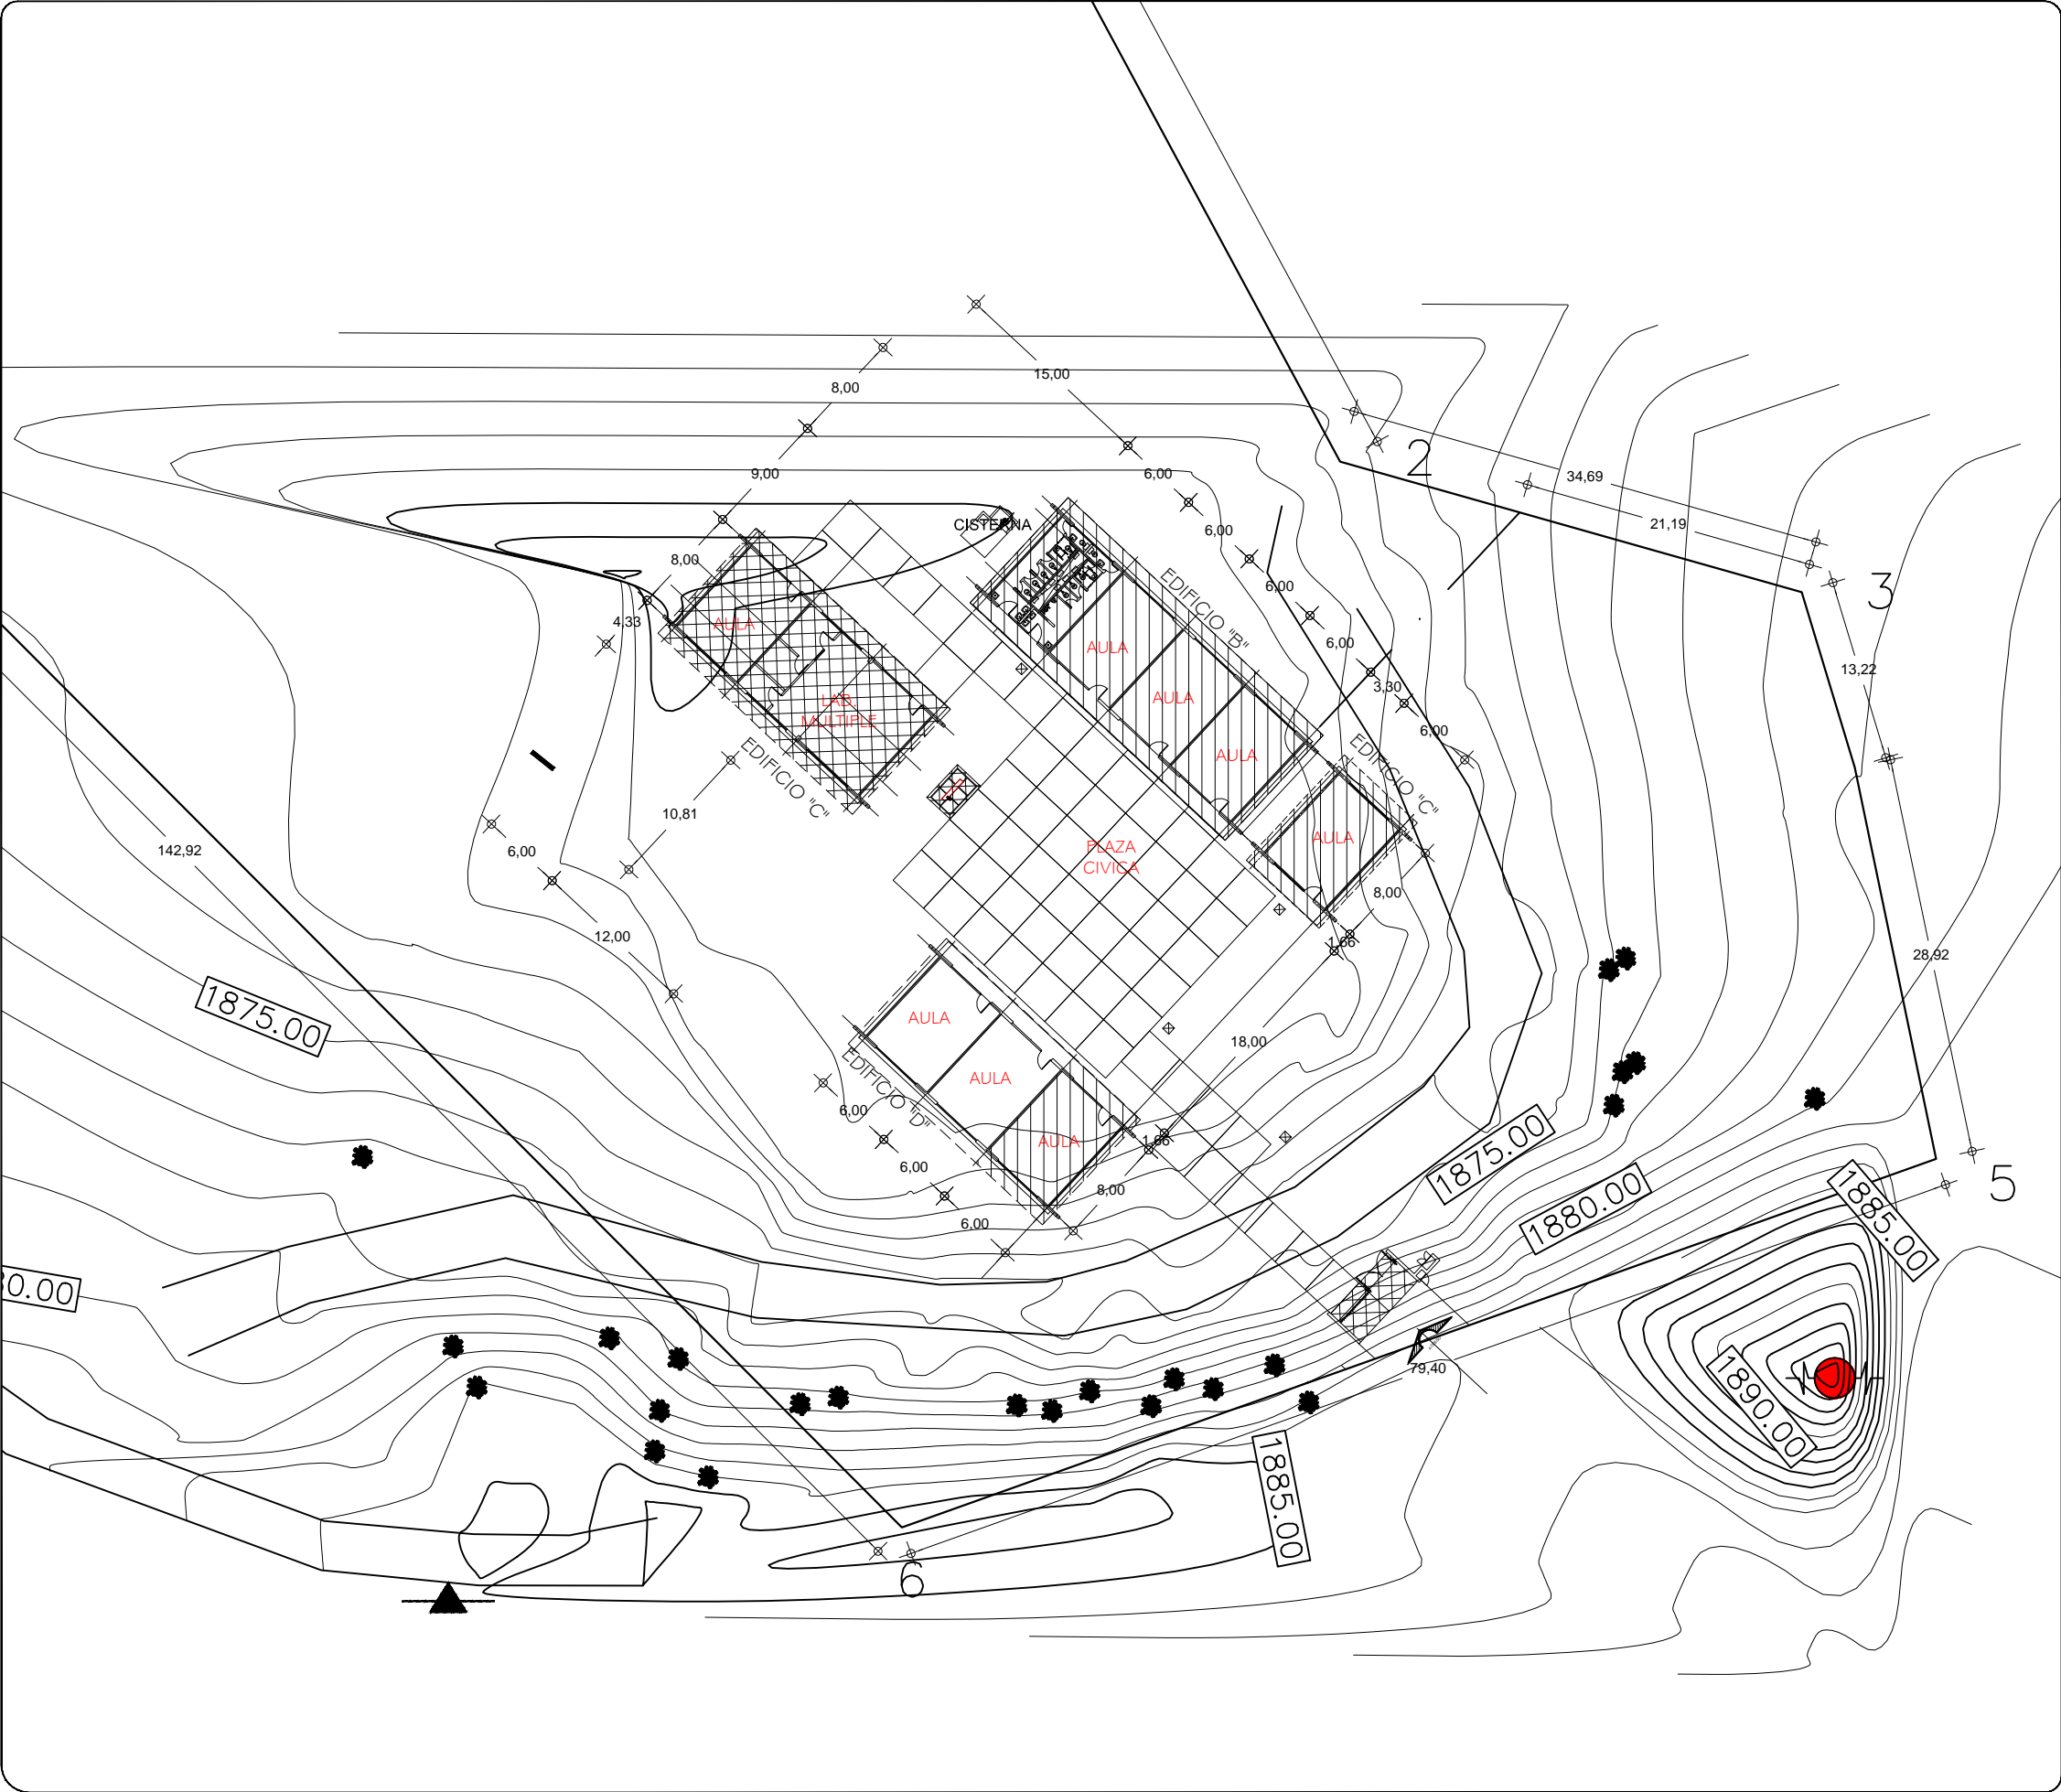 8,00
15,00
2
9,00
6,00
34,69
21,19
CISTERNA
6,00
8,00
6,00
3
EDIFICIO "B"
4,33
AULA
AULA
6,00
13,22
3,30
LAB.
MULTIPLE
AULA
6,00
EDIFICIO "C"
AULA
EDIFICIO "C"
10,81
AULA
142,92
6,00
PLAZA
CIVICA
8,00
12,00
1,66
28,92
1875.00
AULA
18,00
EDIFICIO "D"
AULA
6,00
AULA
1,66
1875.00
6,00
8,00
1880.00
5
6,00
1885.00
80.00
79,40
1890.00
1885.00
6